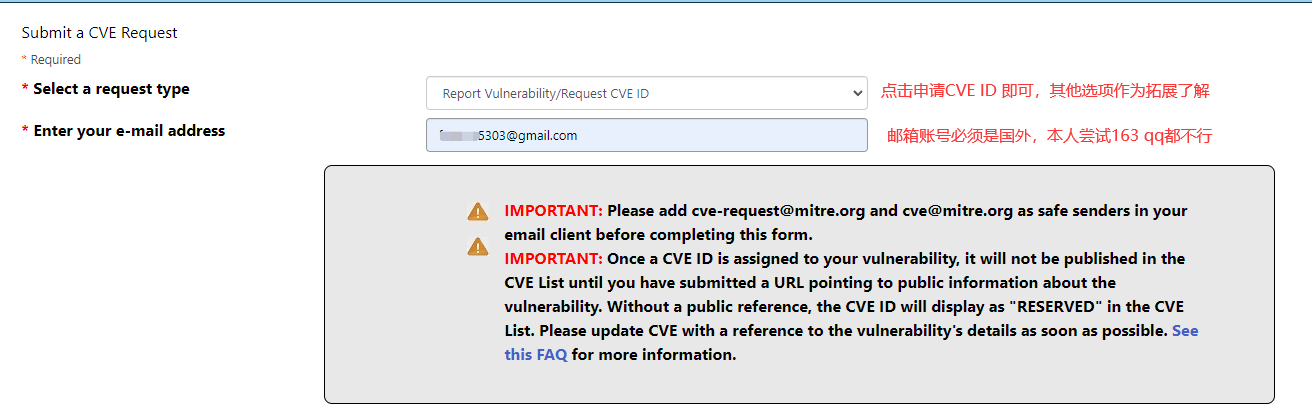 Submit a CVE Request
* Required
* Select a request type
Report Vulnerability/Request CVE ID
点击申请CVE ID 即可，其他选项作为拓展了解
* Enter your e-mail address
5303@gmail.com
邮箱账号必须是国外，本人尝试163 qq都不行
IMPORTANT: Please add cve-request@mitre.org and cve@mitre.org as safe senders in your
email client before completing this form.
IMPORTANT: Once a CVE ID is assigned to your vulnerability, it will not be published in the
CVE List until you have submitted a URL pointing to public information about the
vulnerability. Without a public reference, the CVE ID will display as "RESERVED" in the CVE
List. Please update CVE with a reference to the vulnerability's details as soon as possible. See
this FAQ for more information.